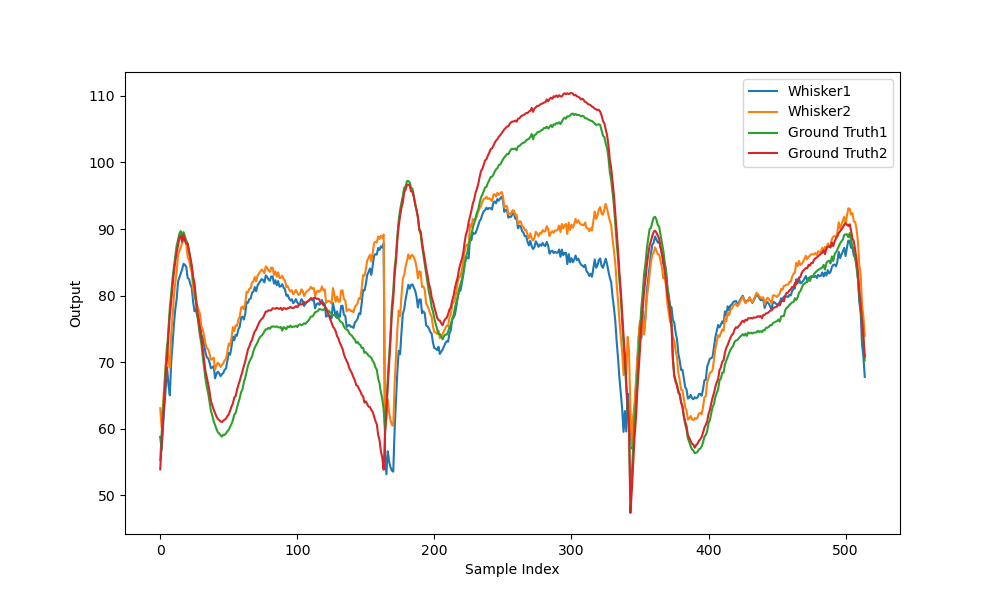 Whisker1
Whisker2
Ground Truth1
Ground Truth2
110
100
90
80
70
60
50
Output
0
100
200
300
400
500
Sample Index